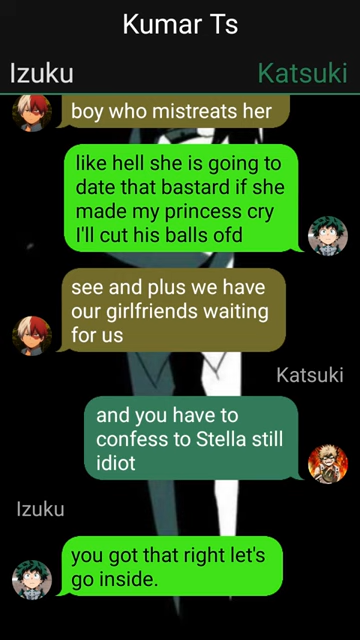 Kumar Ts
Izuku
Katsuki
boy who mistreats her
like hell she is going to
date that bastard if she
made my princess cry
I'll cut his balls ofd
see and plus we have
our girlfriends waiting
for us
Katsuki
and you have to
confess to Stella still
idiot
Izuku
you got that right let's
go inside.